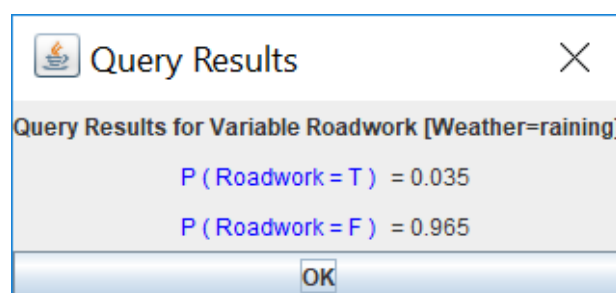 Query Results
Query Results for Variable Roadwork [Weather=raining]
P ( Roadwork = T ) = 0.035
P ( Roadwork = F ) = 0.965
OK